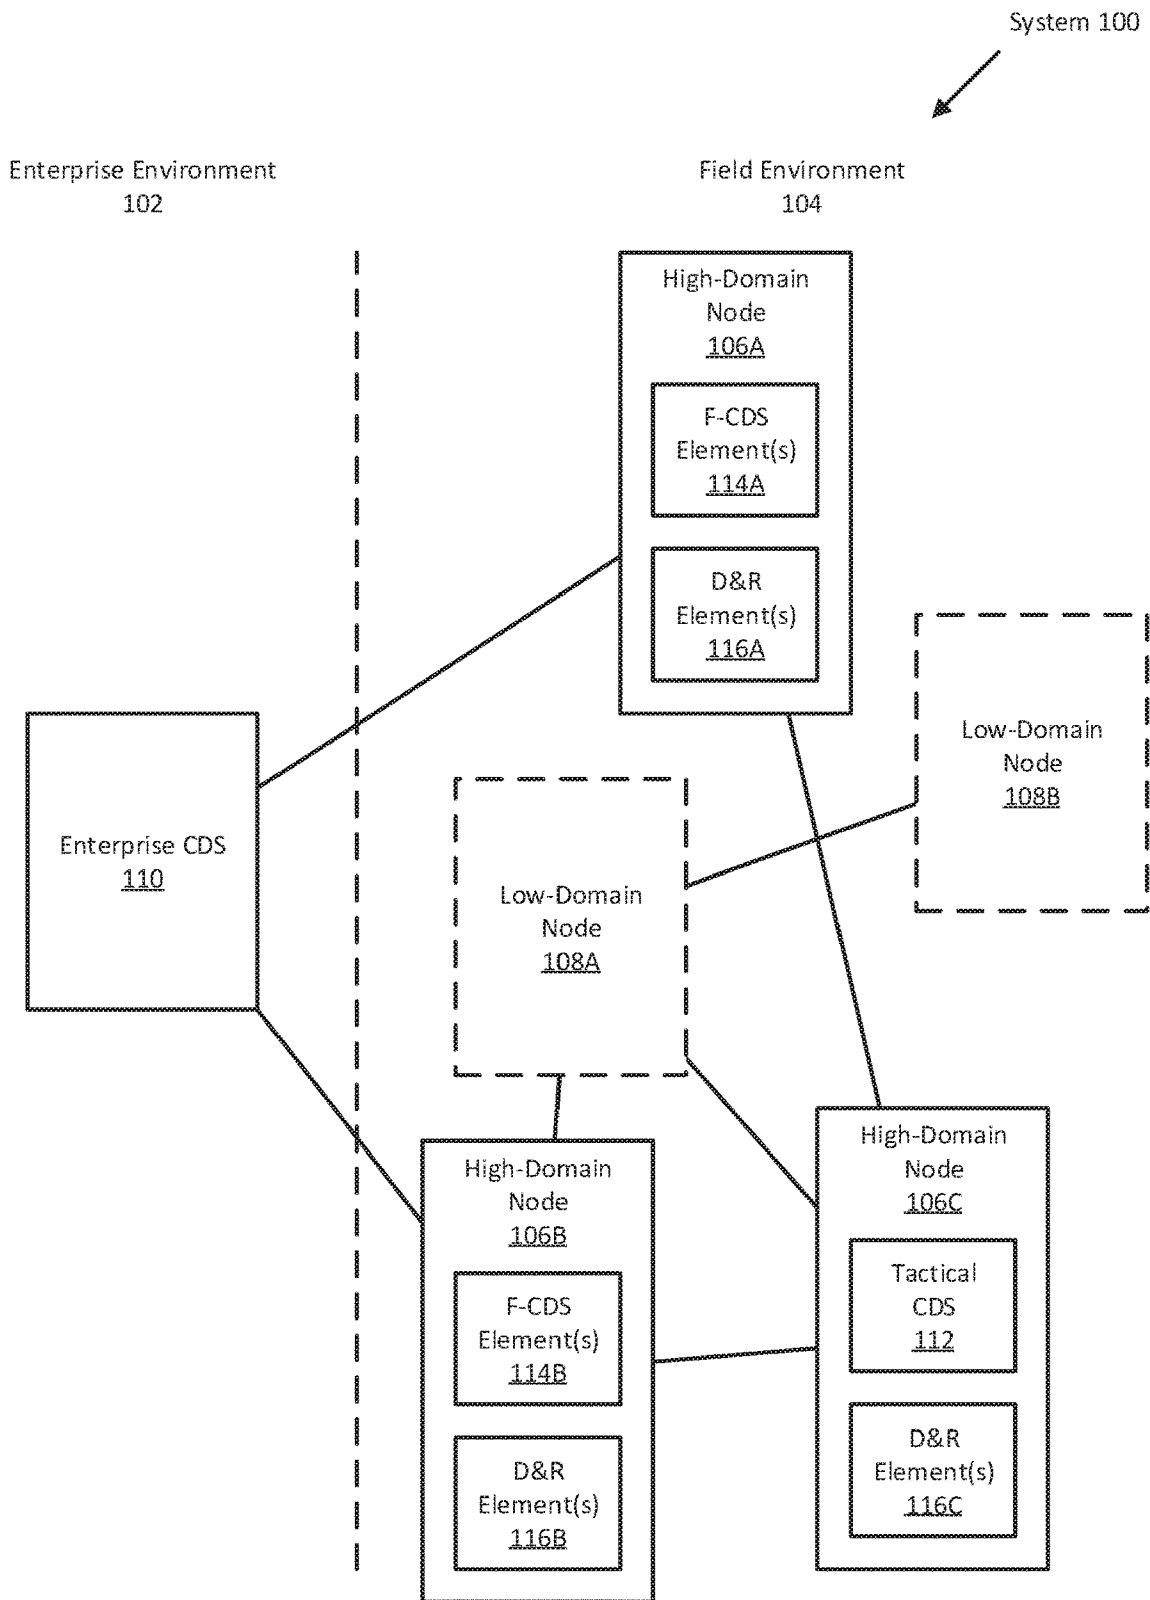 System 100
Enterprise Environment
102
Field Environment
104
High-Domain
Node
106A
F-CDS
Element(s)
114A
D&R
Element(s)
116A
Low-Domain
Node
108B
Enterprise CDS
110
Low-Domain
Node
108A
High-Domain
Node
106B
F-CDS
Element(s)
114B
D&R
Element(s)
116B
High-Domain
Node
106C
Tactical
CDS
112
D&R
Element(s)
116C